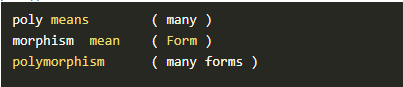 poly means ( many )
morphism mean ( Form )
polymorphism ( many forms )